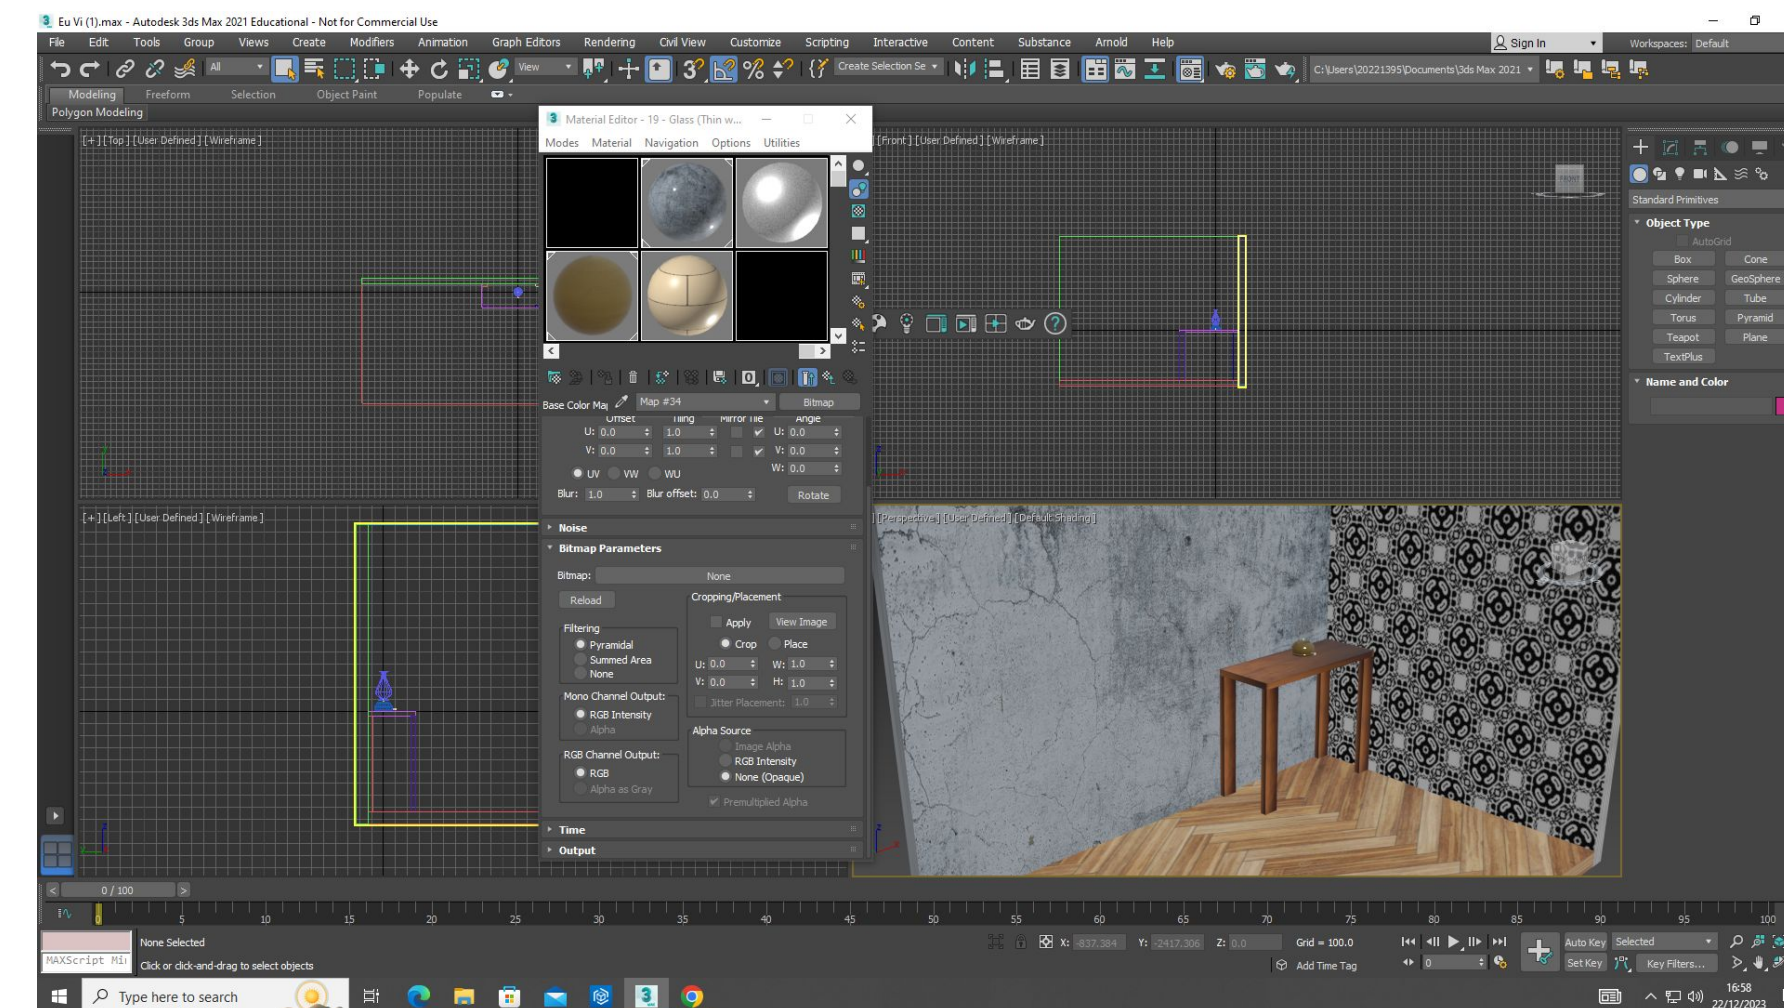 Eu Vi (1).max - Autodesk 3ds Max 2021 Educational - Not for Commercial Use
File Edit Tools Group Views Create Modifiers Animation Graph Editors Rendering Civil View Customize Scripting Interactive Content Substance Arnold Help
Sign In
Workspaces: Default
All
View
Create Selection Se
C:\Users\20221395\Documents\3ds Max 2021
Modeling Freeform Selection Object Paint Populate
Polygon Modeling
[+] [Top] [User Defined] [Wireframe]
Material Editor - 19 - Glass (Thin w...
Modes Material Navigation Options Utilities
Base Color Ma Map #34 Bitmap
Offset Tiling Mirror Tile Angle
U: 0.0 1.0 U: 0.0
V: 0.0 1.0 V: 0.0
UV VW WU W: 0.0
Blur: 1.0 Blur offset: 0.0 Rotate
Noise
Bitmap Parameters
Bitmap: None
Reload
Cropping/Placement
Apply View Image
Crop Place
U: 0.0 W: 1.0
V: 0.0 H: 1.0
Jitter Placement: 1.0
Filtering
Pyramidal
Summed Area
None
Mono Channel Output:
RGB Intensity
Alpha
RGB Channel Output:
RGB
Alpha as Gray
Alpha Source
Image Alpha
RGB Intensity
None (Opaque)
Premultiplied Alpha
Time
Output
[Front] [User Defined] [Wireframe]
FRONT
[+] [Left] [User Defined] [Wireframe]
[Perspective] [User Defined] [Default Shading]
Standard Primitives
Object Type
AutoGrid
Box Cone
Sphere GeoSphere
Cylinder Tube
Torus Pyramid
Teapot Plane
TextPlus
Name and Color
0 / 100
0 5 10 15 20 25 30 35 40 45 50 55 60 65 70 75 80 85 90 95 100
None Selected
MAXScript Mi
Click or click-and-drag to select objects
X: -837.384 Y: -2417.306 Z: 0.0
Grid = 100.0
Add Time Tag
0
Auto Key Selected
Set Key Key Filters...
Type here to search
16:58
22/12/2023